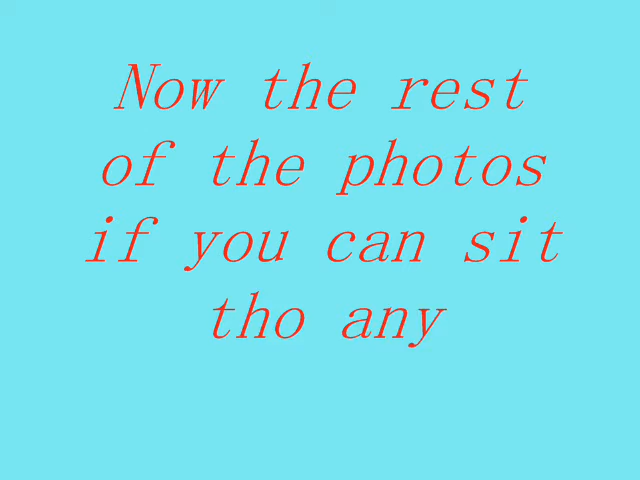 Now the rest
of the photos
if you can sit
tho any